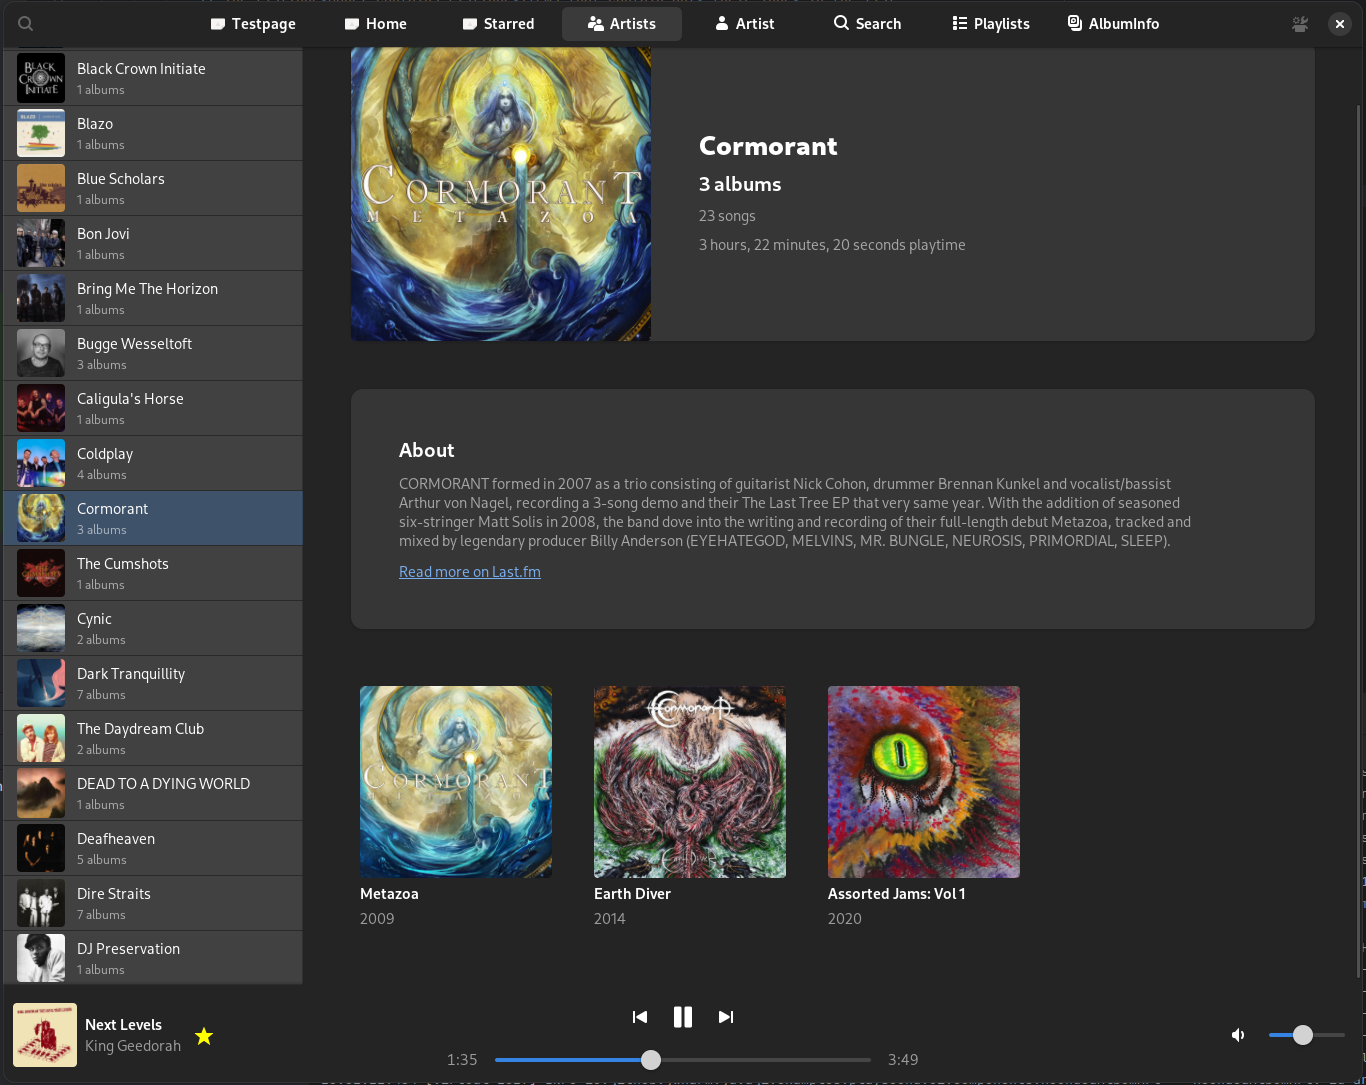 Testpage
Home
Starred
Artists
Artist
Search
Playlists
AlbumInfo
BLACK CROWN INITIATE
Black Crown Initiate
1 albums
BLAZO
Blazo
1 albums
Blue Scholars
1 albums
Bon Jovi
1 albums
Bring Me The Horizon
1 albums
Bugge Wesseltoft
3 albums
Caligula's Horse
1 albums
Coldplay
4 albums
Cormorant
3 albums
The Cumshots
1 albums
Cynic
2 albums
Dark Tranquillity
7 albums
The Daydream Club
2 albums
DEAD TO A DYING WORLD
1 albums
Deafheaven
5 albums
Dire Straits
7 albums
DJ Preservation
1 albums
CORMORANT
METAZOA
Cormorant
3 albums
23 songs
3 hours, 22 minutes, 20 seconds playtime
About
CORMORANT formed in 2007 as a trio consisting of guitarist Nick Cohon, drummer Brennan Kunkel and vocalist/bassist
Arthur von Nagel, recording a 3-song demo and their The Last Tree EP that very same year. With the addition of seasoned
six-stringer Matt Solis in 2008, the band dove into the writing and recording of their full-length debut Metazoa, tracked and
mixed by legendary producer Billy Anderson (EYEHATEGOD, MELVINS, MR. BUNGLE, NEUROSIS, PRIMORDIAL, SLEEP).
Read more on Last.fm
CORMORANT
METAZOA
Metazoa
2009
CORMORANT
EARTH DIVER
Earth Diver
2014
Assorted Jams: Vol 1
2020
Next Levels
King Geedorah
1:35
3:49